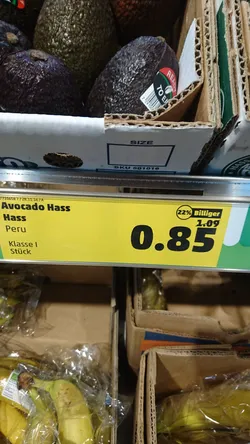 SIZE
Avocado Hass
Hass
Peru
Klasse I
Stück
22% Billiger
1.09
0.85